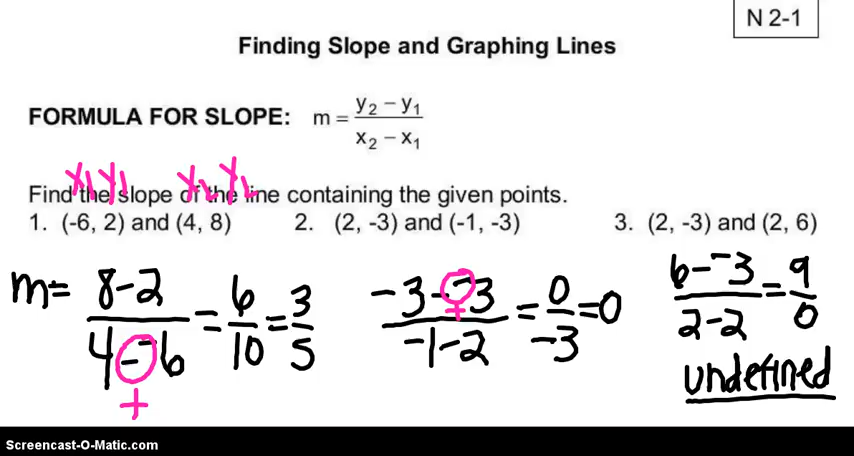 N 2-1
Finding Slope and Graphing Lines
FORMULA FOR SLOPE: m = y₂ − y₁ / x₂ − x₁
x₁ y₁ x₂ y₂
Find the slope of the line containing the given points.
1. (-6, 2) and (4, 8) 2. (2, -3) and (-1, -3) 3. (2, -3) and (2, 6)
m = 8-2 / 4--6 = 6/10 = 3/5
+
-3--3 / -1-2 = 0/-3 = 0
+
6--3 / 2-2 = 9/0
undefined
Screencast-O-Matic.com